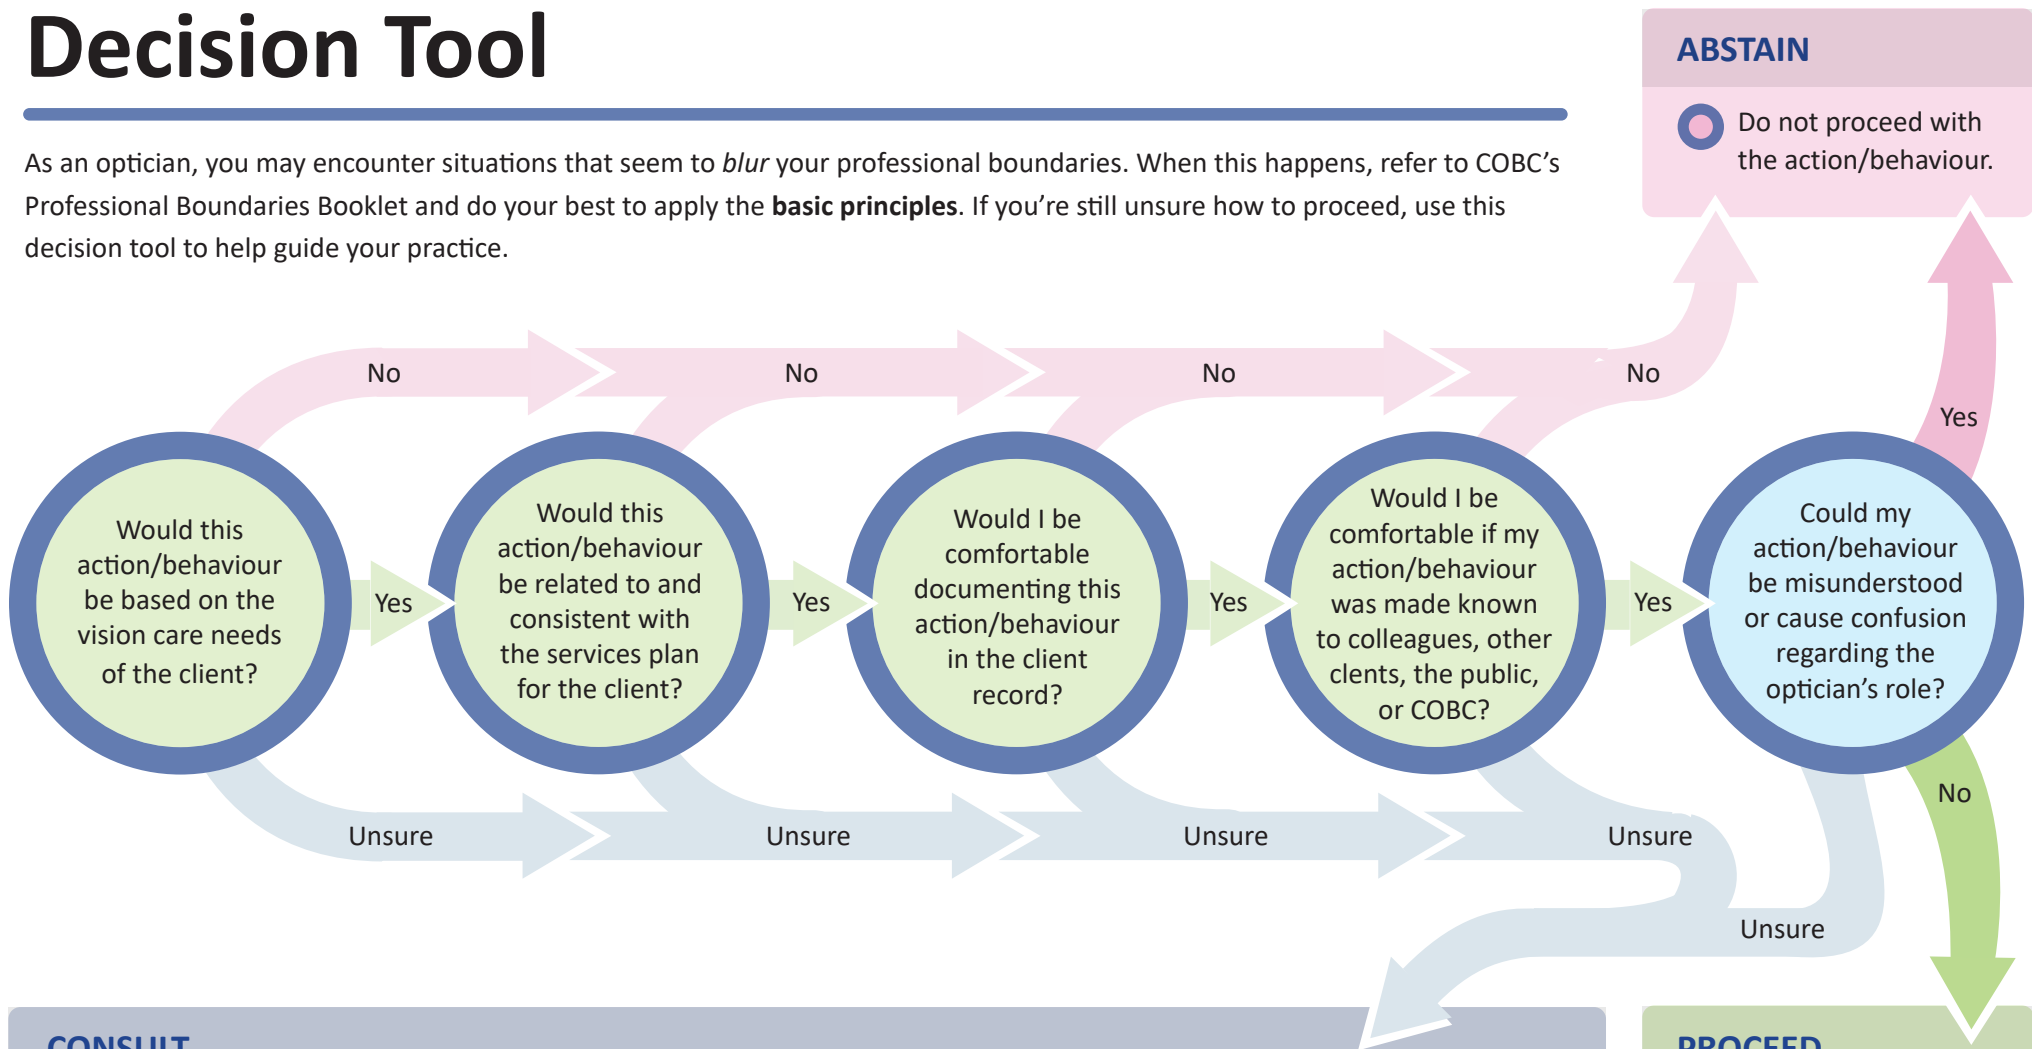 Decision Tool
As an optician, you may encounter situations that seem to blur your professional boundaries. When this happens, refer to COBC’s
Professional Boundaries Booklet and do your best to apply the basic principles. If you’re still unsure how to proceed, use this
decision tool to help guide your practice.
ABSTAIN
Do not proceed with
the action/behaviour.
No
No
No
No
Yes
Would this
action/behaviour
be based on the
vision care needs
of the client?
Yes
Would this
action/behaviour
be related to and
consistent with
the services plan
for the client?
Yes
Would I be
comfortable
documenting this
action/behaviour
in the client
record?
Yes
Would I be
comfortable if my
action/behaviour
was made known
to colleagues, other
clents, the public,
or COBC?
Yes
Could my
action/behaviour
be misunderstood
or cause confusion
regarding the
optician’s role?
Unsure
Unsure
Unsure
Unsure
No
Unsure
CONSULT
PROCEED